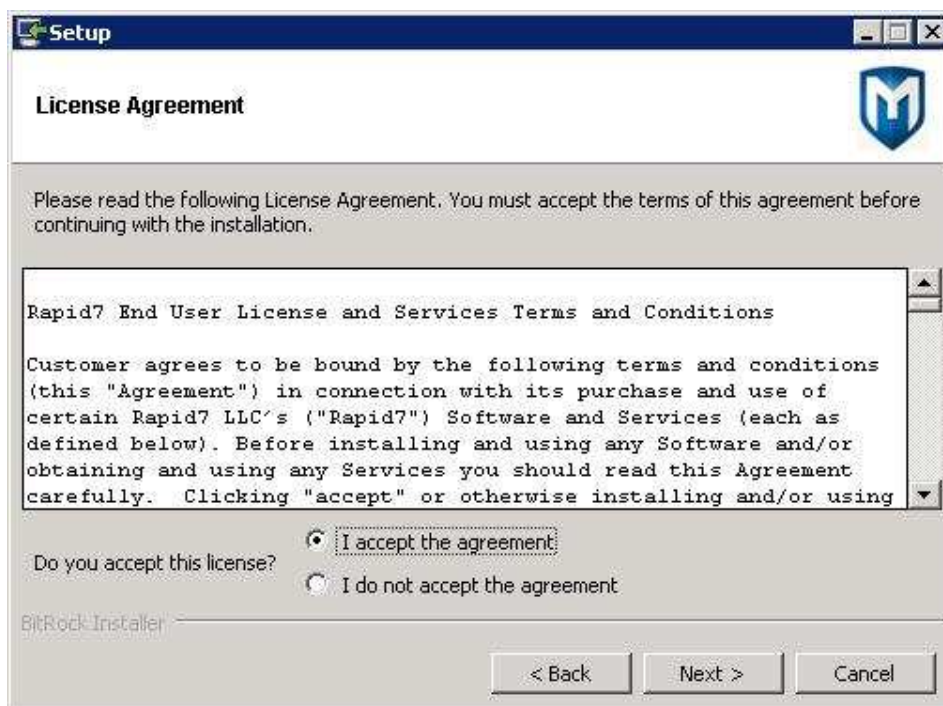 Setup
License Agreement
Please read the following License Agreement. You must accept the terms of this agreement before
continuing with the installation.
Rapid7 End User License and Services Terms and Conditions
Customer agrees to be bound by the following terms and conditions
(this "Agreement") in connection with its purchase and use of
certain Rapid7 LLC's ("Rapid7") Software and Services (each as
defined below). Before installing and using any Software and/or
obtaining and using any Services you should read this Agreement
carefully.  Clicking "accept" or otherwise installing and/or using
Do you accept this license?
I accept the agreement
I do not accept the agreement
BitRock Installer
< Back
Next >
Cancel